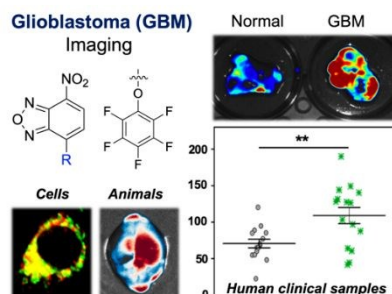 Glioblastoma (GBM)
Imaging
Normal GBM
NO2
N
O
N
R
O
F F
F F
F
Cells Animals
**
200
150
100
50
0
Human clinical samples